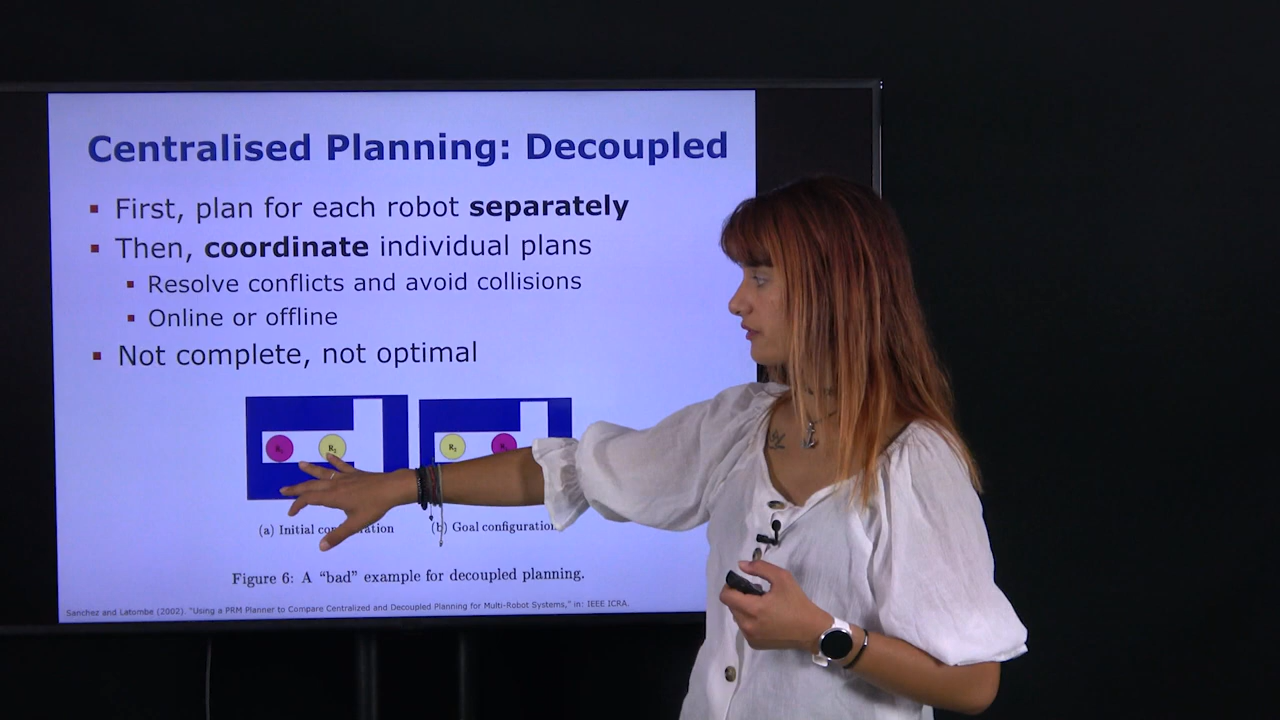 Centralised Planning: Decoupled
▪ First, plan for each robot separately
▪ Then, coordinate individual plans
▪ Resolve conflicts and avoid collisions
▪ Online or offline
▪ Not complete, not optimal
R₂ R₂
(a) Initial (b) Goal configuration
Figure 6: A “bad” example for decoupled planning.
Sanchez and Latombe (2002). "Using a PRM Planner to Compare Centralized and Decoupled Planning for Multi-Robot Systems," in: IEEE ICRA.